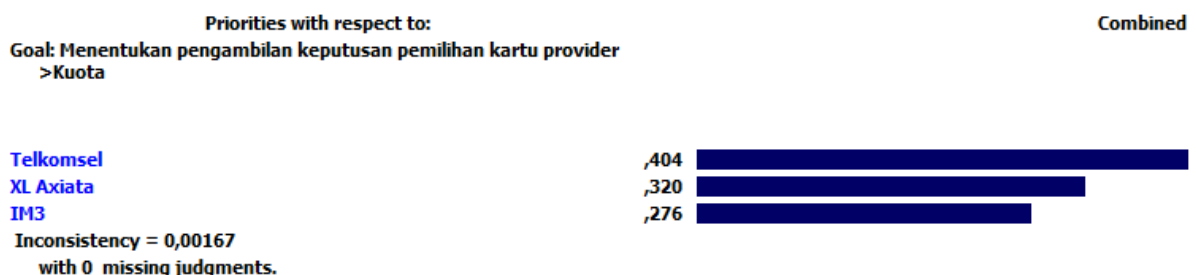 Priorities with respect to: Combined
Goal: Menentukan pengambilan keputusan pemilihan kartu provider
>Kuota
Telkomsel ,404
XL Axiata ,320
IM3 ,276
Inconsistency = 0,00167
with 0 missing judgments.